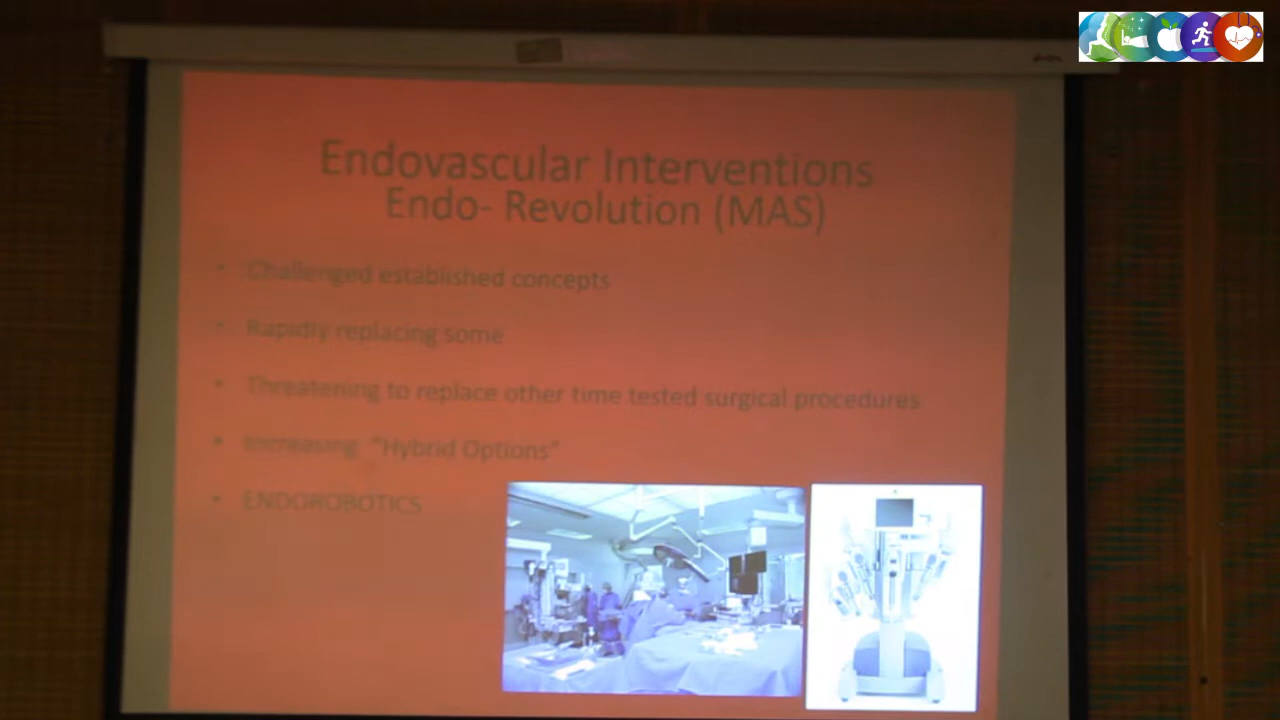 Endovascular Interventions
Endo- Revolution (MAS)
• Challenged established concepts
• Rapidly replacing some
• Threatening to replace other time tested surgical procedures
• Increasing "Hybrid Options"
• ENDOROBOTICS